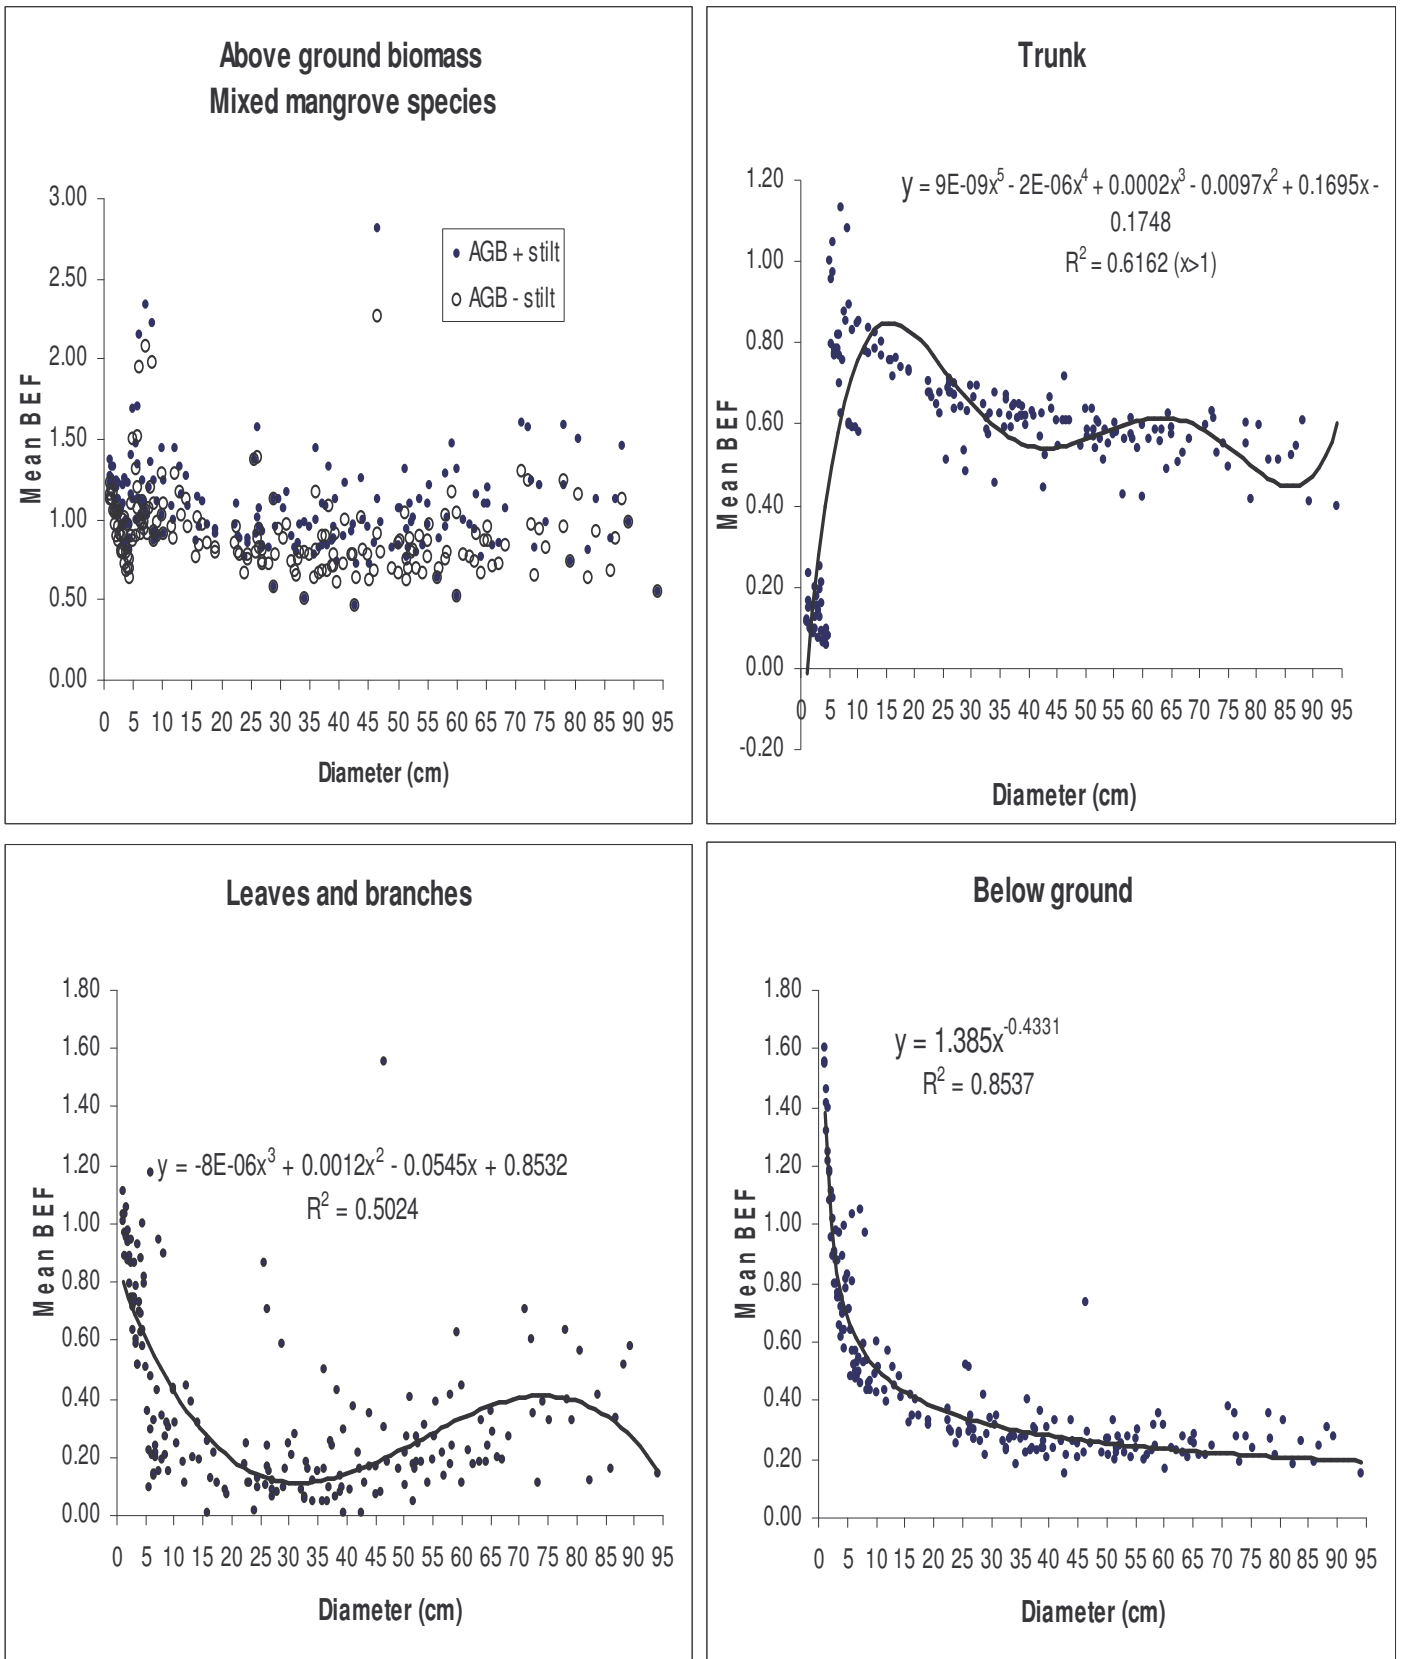 Above ground biomass
Mixed mangrove species
3.00
2.50
2.00
1.50
1.00
0.50
0.00
Mean BEF
AGB + stilt
AGB - stilt
0 5 10 15 20 25 30 35 40 45 50 55 60 65 70 75 80 85 90 95
Diameter (cm)
Trunk
1.20
1.00
0.80
0.60
0.40
0.20
0.00
-0.20
Mean BEF
y = 9E-09x⁵ - 2E-06x⁴ + 0.0002x³ - 0.0097x² + 0.1695x -
0.1748
R² = 0.6162 (x>1)
0 5 10 15 20 25 30 35 40 45 50 55 60 65 70 75 80 85 90 95
Diameter (cm)
Leaves and branches
1.80
1.60
1.40
1.20
1.00
0.80
0.60
0.40
0.20
0.00
Mean BEF
y = -8E-06x³ + 0.0012x² - 0.0545x + 0.8532
R² = 0.5024
0 5 10 15 20 25 30 35 40 45 50 55 60 65 70 75 80 85 90 95
Diameter (cm)
Below ground
1.80
1.60
1.40
1.20
1.00
0.80
0.60
0.40
0.20
0.00
Mean BEF
y = 1.385x⁻⁰·⁴³³¹
R² = 0.8537
0 5 10 15 20 25 30 35 40 45 50 55 60 65 70 75 80 85 90 95
Diameter (cm)